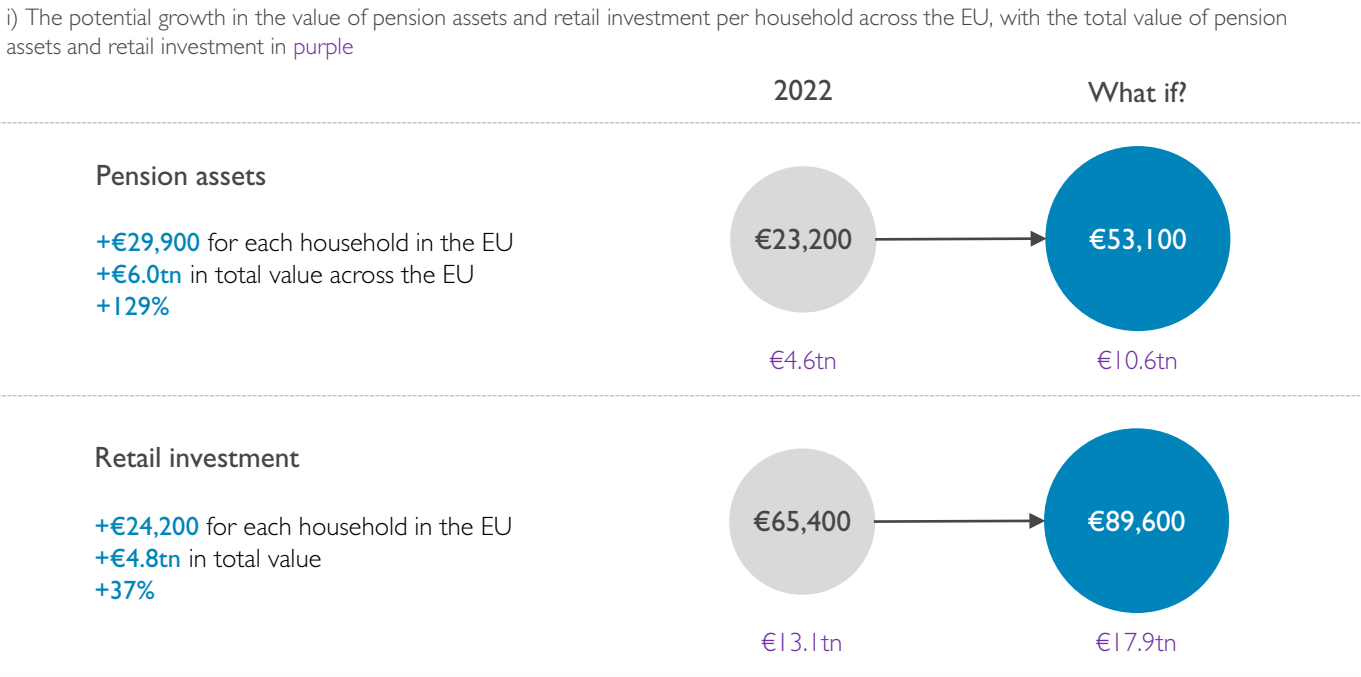 i) The potential growth in the value of pension assets and retail investment per household across the EU, with the total value of pension
assets and retail investment in purple
2022
What if?
Pension assets
+€29,900 for each household in the EU
+€6.0tn in total value across the EU
+129%
€23,200
€53,100
€4.6tn
€10.6tn
Retail investment
+€24,200 for each household in the EU
+€4.8tn in total value
+37%
€65,400
€89,600
€13.1tn
€17.9tn